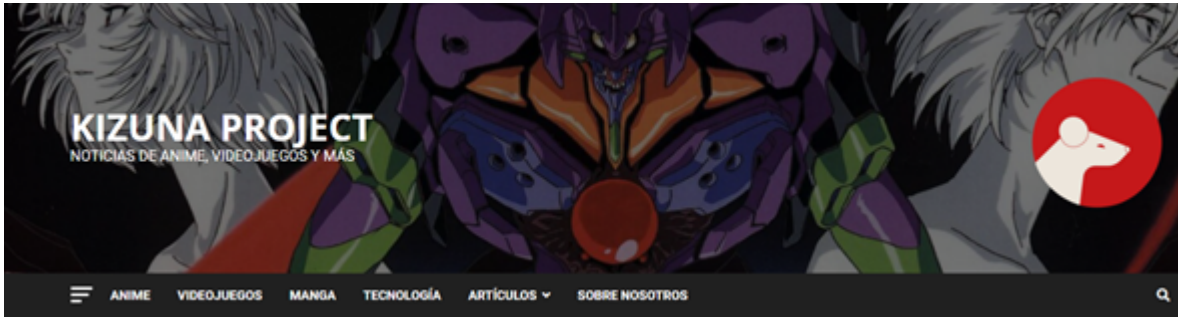 KIZUNA PROJECT
NOTICIAS DE ANIME, VIDEOJUEGOS Y MÁS
ANIME VIDEOJUEGOS MANGA TECNOLOGÍA ARTÍCULOS SOBRE NOSOTROS